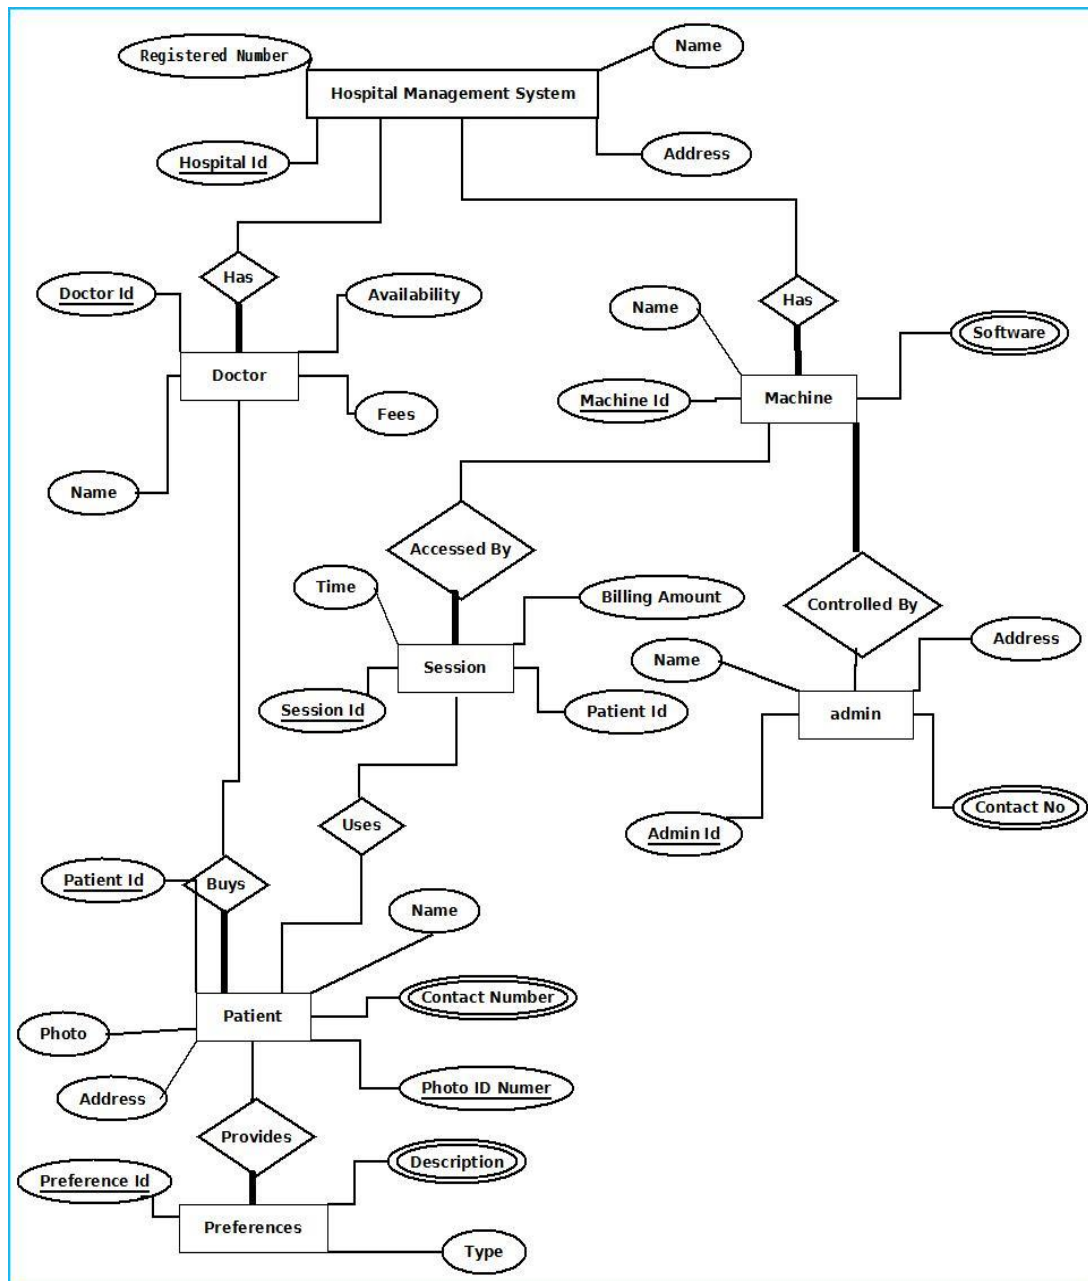 Registered Number
Name
Hospital Management System
Hospital Id
Address
Has
Doctor Id
Availability
Has
Name
Software
Doctor
Machine
Machine Id
Fees
Name
Accessed By
Time
Billing Amount
Controlled By
Address
Name
Session
Session Id
Patient Id
admin
Contact No
Uses
Admin Id
Patient Id
Buys
Name
Contact Number
Patient
Photo
Photo ID Numer
Address
Provides
Description
Preference Id
Preferences
Type